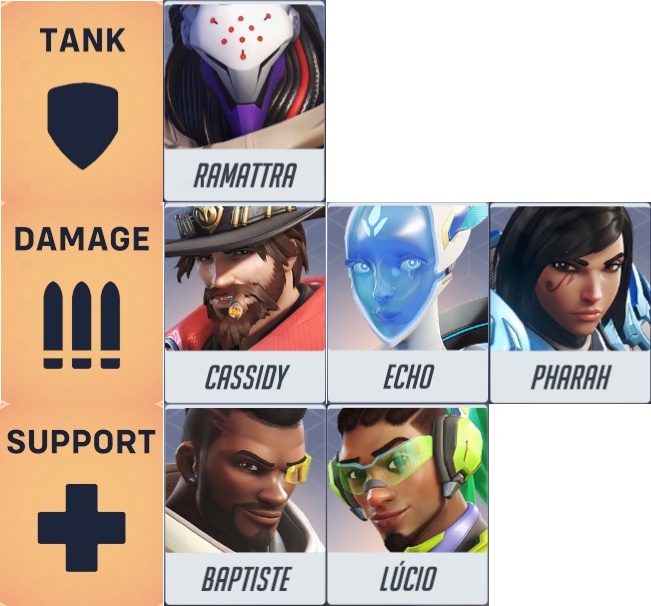 TANK
RAMATTRA
DAMAGE
CASSIDY
ECHO
PHARAH
SUPPORT
BAPTISTE
LÚCIO